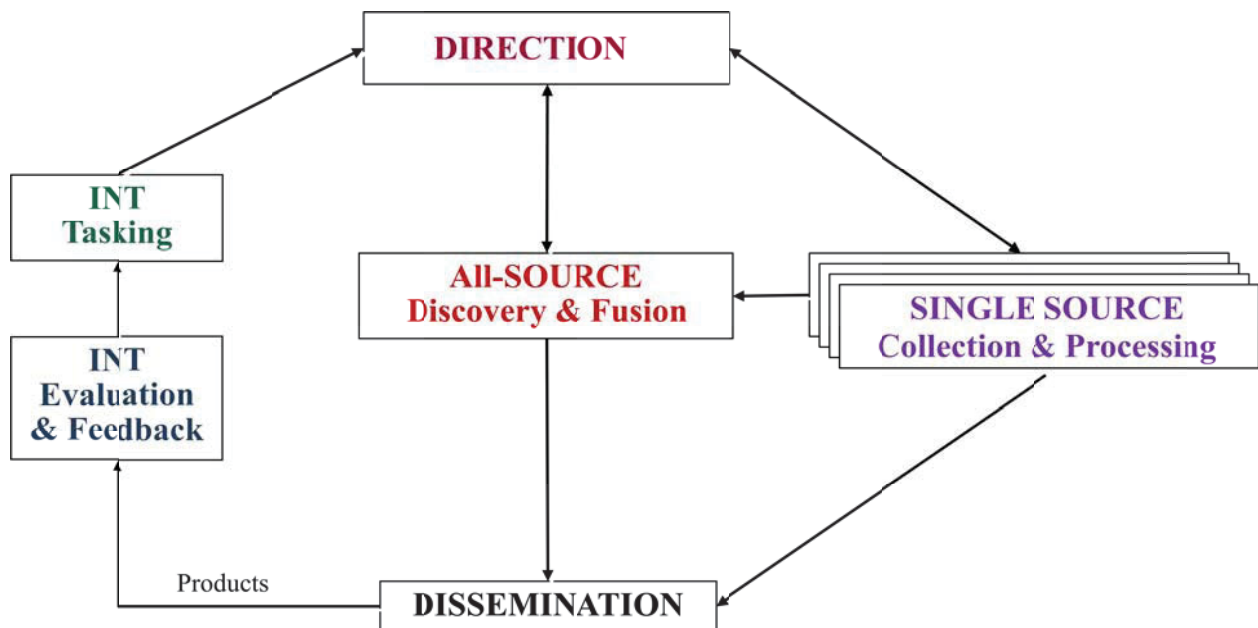 DIRECTION
INT
Tasking
All-SOURCE
Discovery & Fusion
SINGLE SOURCE
Collection & Processing
INT
Evaluation
& Feedback
Products
DISSEMINATION